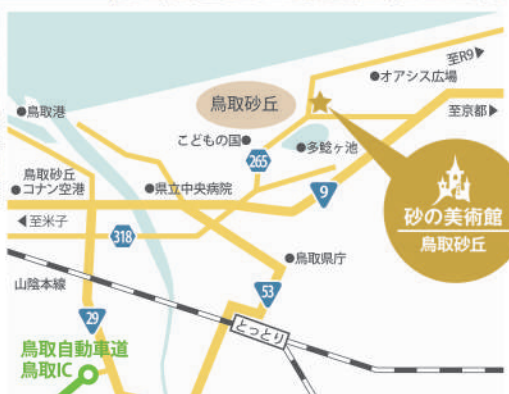 至R9▶
●オアシス広場
鳥取砂丘
●鳥取港
至京都▶
こどもの国●
●多鯰ヶ池
265
鳥取砂丘
●コナン空港
●県立中央病院
9
砂の美術館
鳥取砂丘
◀至米子
318
●鳥取県庁
山陰本線
53
29
とっとり
鳥取自動車道
鳥取IC